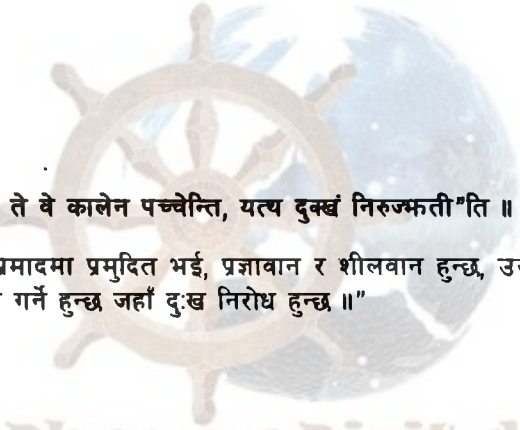 ते वे कालेन पच्चेन्ति, यत्थ दुक्खं निरुज्झती"ति ॥
प्रमादमा प्रमुदित भई, प्रज्ञावान र शीलवान हुन्छ,
गर्ने हुन्छ जहाँ दुःख निरोध हुन्छ ॥"